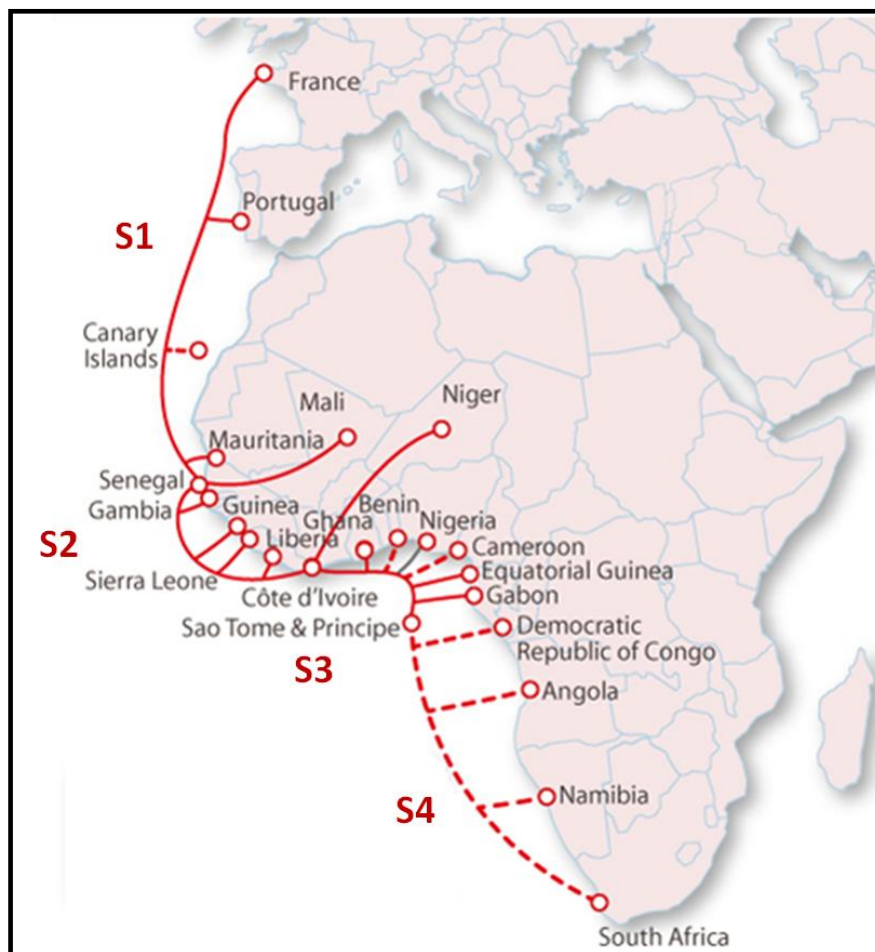 France
Portugal
S1
Canary
Islands
Mali
Niger
Mauritania
Senegal
Gambia
Guinea
Ghana
Benin
Nigeria
S2
Liberia
Cameroon
Sierra Leone
Equatorial Guinea
Côte d’Ivoire
Gabon
Sao Tome & Principe
Democratic
Republic of Congo
S3
Angola
S4
Namibia
South Africa